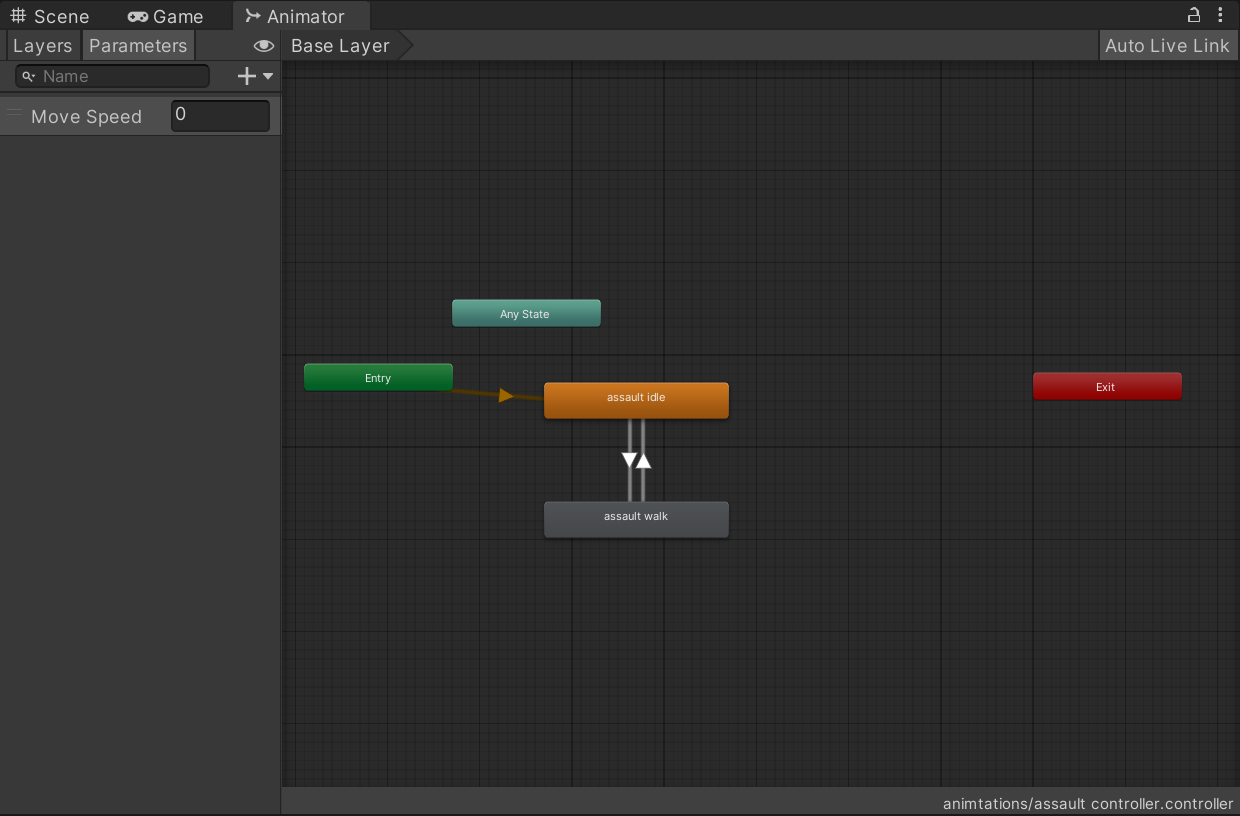 Scene Game Animator
Layers Parameters Base Layer Auto Live Link
Name
Move Speed 0
Any State
Entry
assault idle
Exit
assault walk
animtations/assault controller.controller